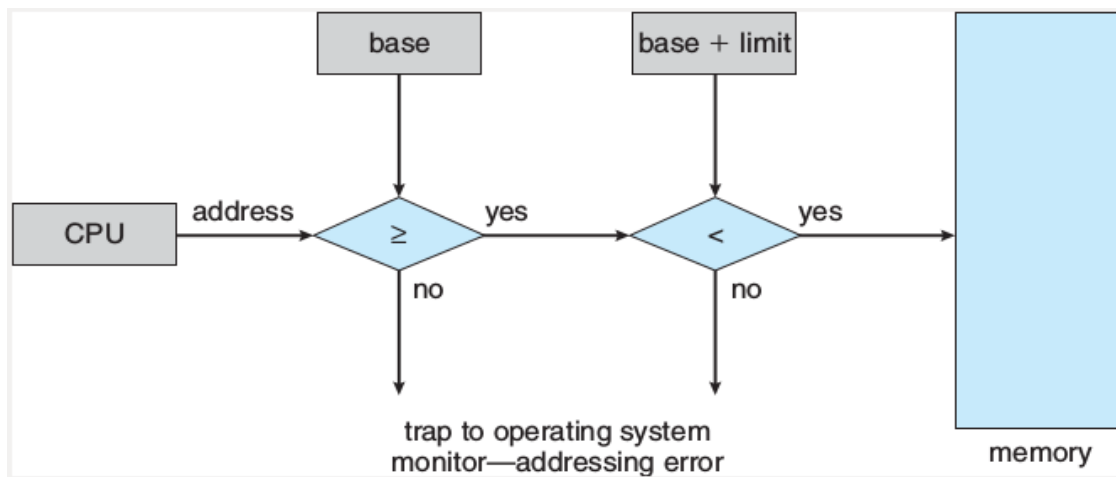 base
base + limit
CPU
address
≥
yes
<
yes
no
no
trap to operating system
monitor—addressing error
memory